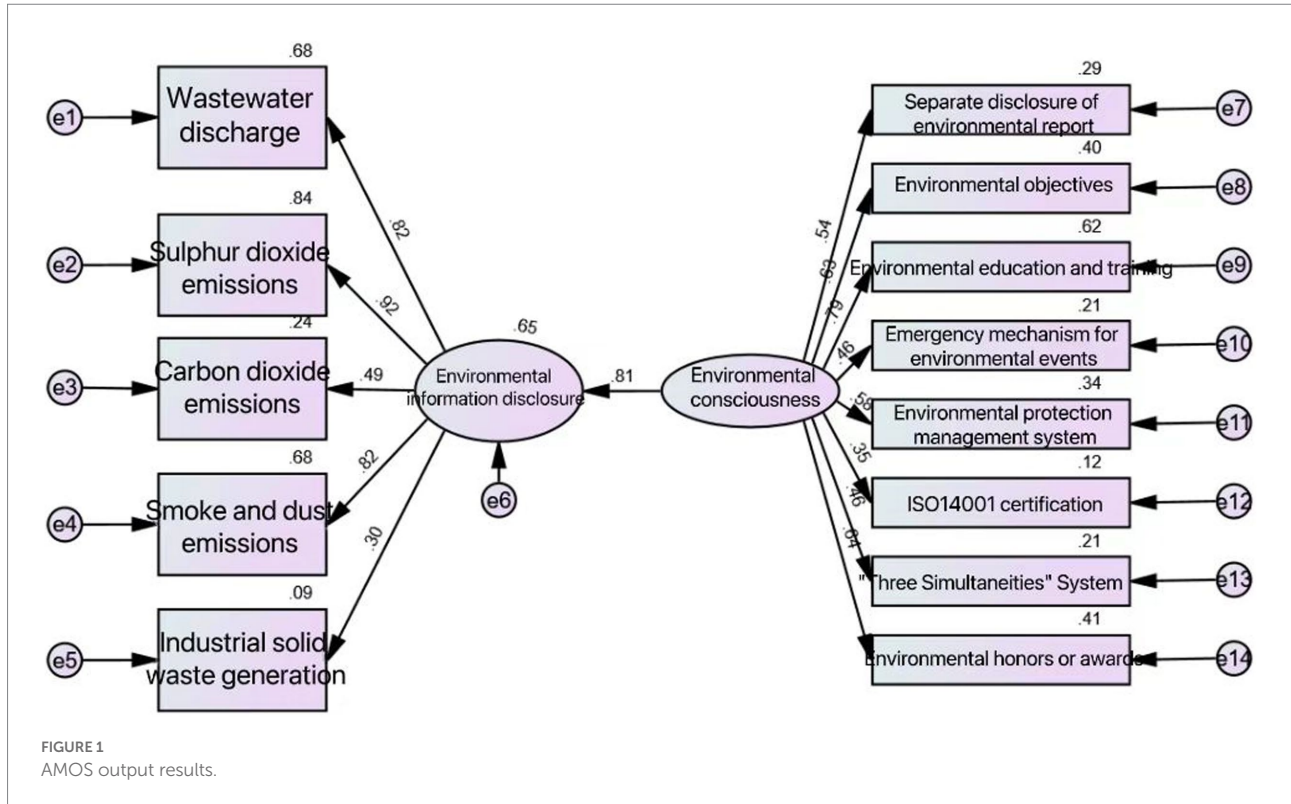 .68
Wastewater
discharge
e1
.82
.84
Sulphur dioxide
emissions
e2
.92
.24
Carbon dioxide
emissions
e3
.49
.68
Smoke and dust
emissions
e4
.82
.09
Industrial solid
waste generation
e5
.30
.65
Environmental
information disclosure
e6
.81
Environmental
consciousness
.29
Separate disclosure of
environmental report
e7
.54
.40
Environmental objectives
e8
.63
.62
Environmental education and training
e9
.79
.21
Emergency mechanism for
environmental events
e10
.46
.34
Environmental protection
management system
e11
.58
.12
ISO14001 certification
e12
.35
.21
"Three Simultaneities" System
e13
.46
.41
Environmental honors or awards
e14
.64
FIGURE 1
AMOS output results.